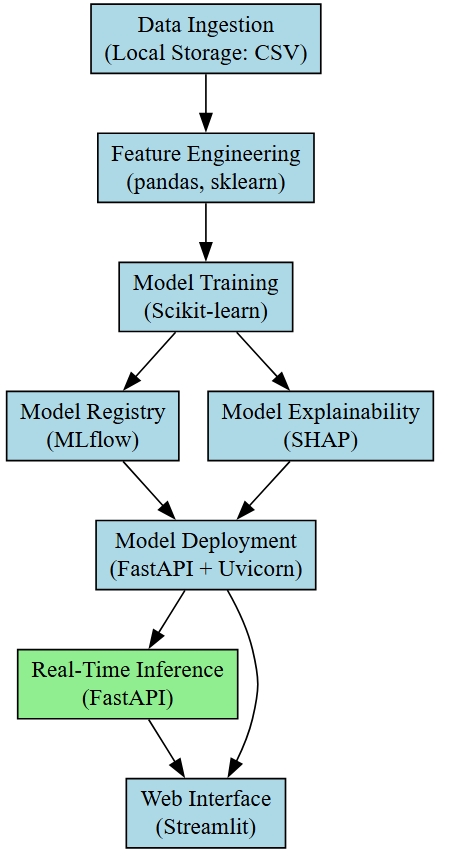 Data Ingestion
(Local Storage: CSV)
Feature Engineering
(pandas, sklearn)
Model Training
(Scikit-learn)
Model Registry
(MLflow)
Model Explainability
(SHAP)
Model Deployment
(FastAPI + Uvicorn)
Real-Time Inference
(FastAPI)
Web Interface
(Streamlit)